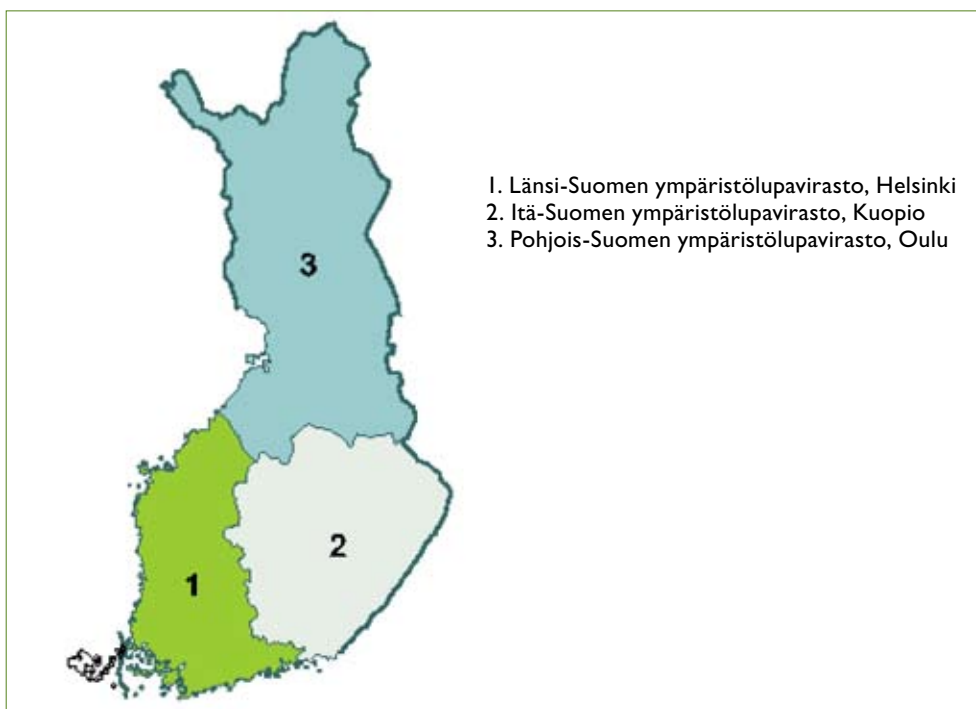 1. Länsi-Suomen ympäristölupavirasto, Helsinki
2. Itä-Suomen ympäristölupavirasto, Kuopio
3. Pohjois-Suomen ympäristölupavirasto, Oulu
3
2
1